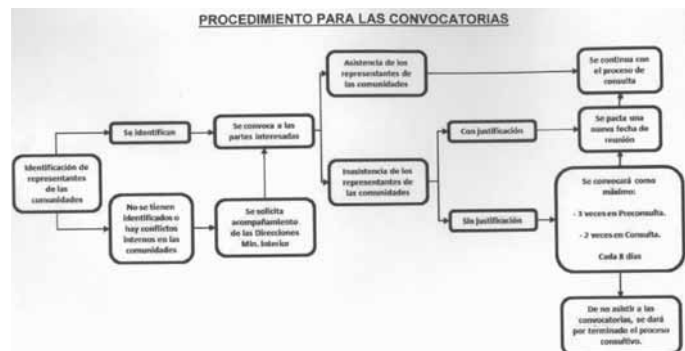 PROCEDIMIENTO PARA LAS CONVOCATORIAS
Identificación de
representantes
de las
comunidades
Se identifican
No se tienen
identificados o
hay conflictos
internos en las
comunidades
Se convoca a las
partes interesadas
Se solicita
acompañamiento
de las Direcciones
Min. Interior
Asistencia de los
representantes de
las comunidades
Inasistencia de los
representantes de
las comunidades
Con justificación
Sin justificación
Se continua con
el proceso de
consulta
Se pacta una
nueva fecha de
reunión
Se convocará como
máximo:
- 3 veces en Preconsulta.
- 2 veces en Consulta.
Cada 8 días
De no asistir a las
convocatorias, se dará
por terminado el proceso
consultivo.